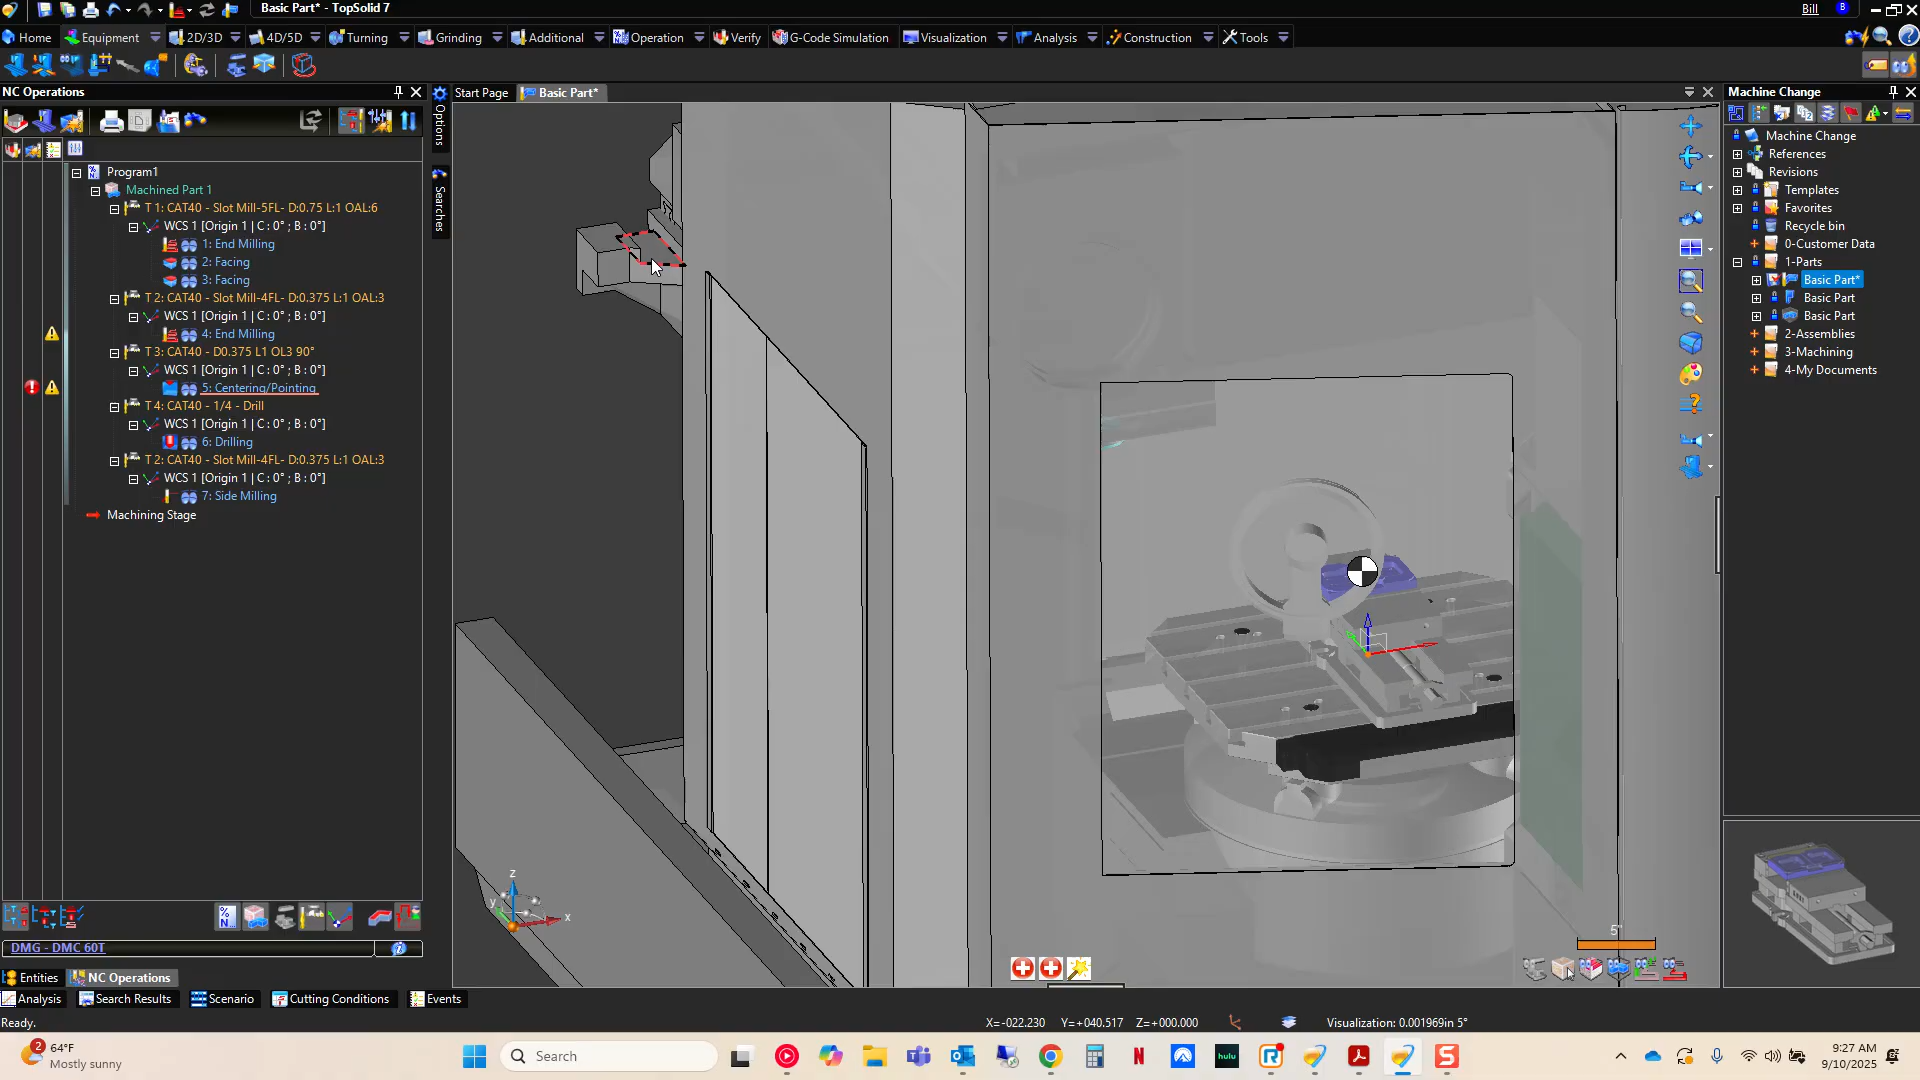 Basic Part* - TopSolid 7
Bill
B
Home
Equipment
2D/3D
4D/5D
Turning
Grinding
Additional
Operation
Verify
G-Code Simulation
Visualization
Analysis
Construction
Tools
NC Operations
Options
Searches
Start Page
Basic Part*
Machine Change
Program1
Machined Part 1
T 1: CAT40 - Slot Mill-5FL- D:0.75 L:1 OAL:6
WCS 1 [Origin 1 | C : 0° ; B : 0°]
1: End Milling
2: Facing
3: Facing
T 2: CAT40 - Slot Mill-4FL- D:0.375 L:1 OAL:3
WCS 1 [Origin 1 | C : 0° ; B : 0°]
4: End Milling
T 3: CAT40 - D0.375 L1 OL3 90°
WCS 1 [Origin 1 | C : 0° ; B : 0°]
5: Centering/Pointing
T 4: CAT40 - 1/4 - Drill
WCS 1 [Origin 1 | C : 0° ; B : 0°]
6: Drilling
T 2: CAT40 - Slot Mill-4FL- D:0.375 L:1 OAL:3
WCS 1 [Origin 1 | C : 0° ; B : 0°]
7: Side Milling
Machining Stage
Machine Change
References
Revisions
Templates
Favorites
Recycle bin
0-Customer Data
1-Parts
Basic Part*
Basic Part
Basic Part
2-Assemblies
3-Machining
4-My Documents
z
y
x
5"
DMG - DMC 60T
Entities
NC Operations
Analysis
Search Results
Scenario
Cutting Conditions
Events
Ready.
X=-022.230 Y=+040.517 Z=+000.000
Visualization: 0.001969in 5°
2
64°F
Mostly sunny
Search
N
hulu
R
S
9:27 AM
9/10/2025